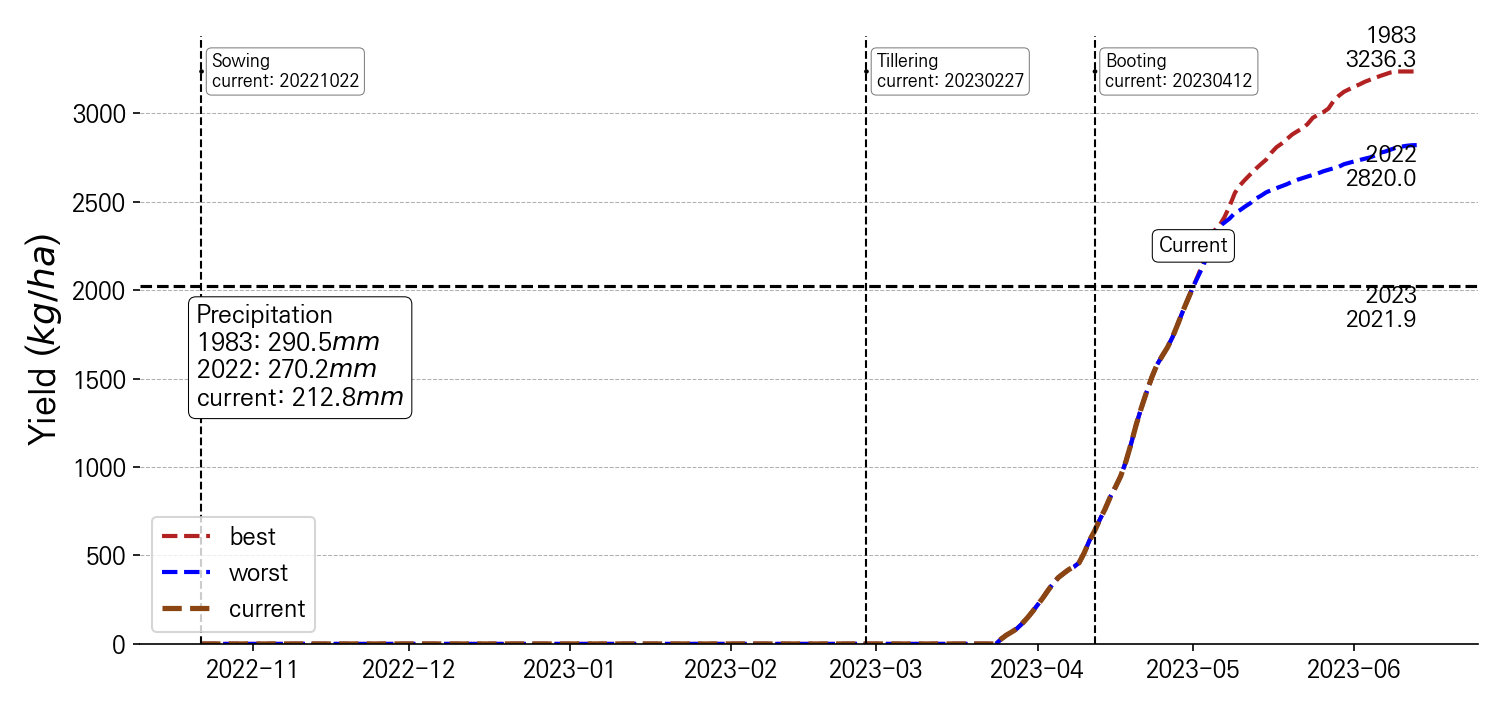 1983
3236.3
Sowing
current: 20221022
Tillering
current: 20230227
Booting
current: 20230412
3000
2022
2820.0
2500
Current
2000
2023
2021.9
Precipitation
1983: 290.5mm
2022: 270.2mm
current: 212.8mm
1500
Yield (kg/ha)
1000
best
500
worst
current
0
2022-11
2022-12
2023-01
2023-02
2023-03
2023-04
2023-05
2023-06